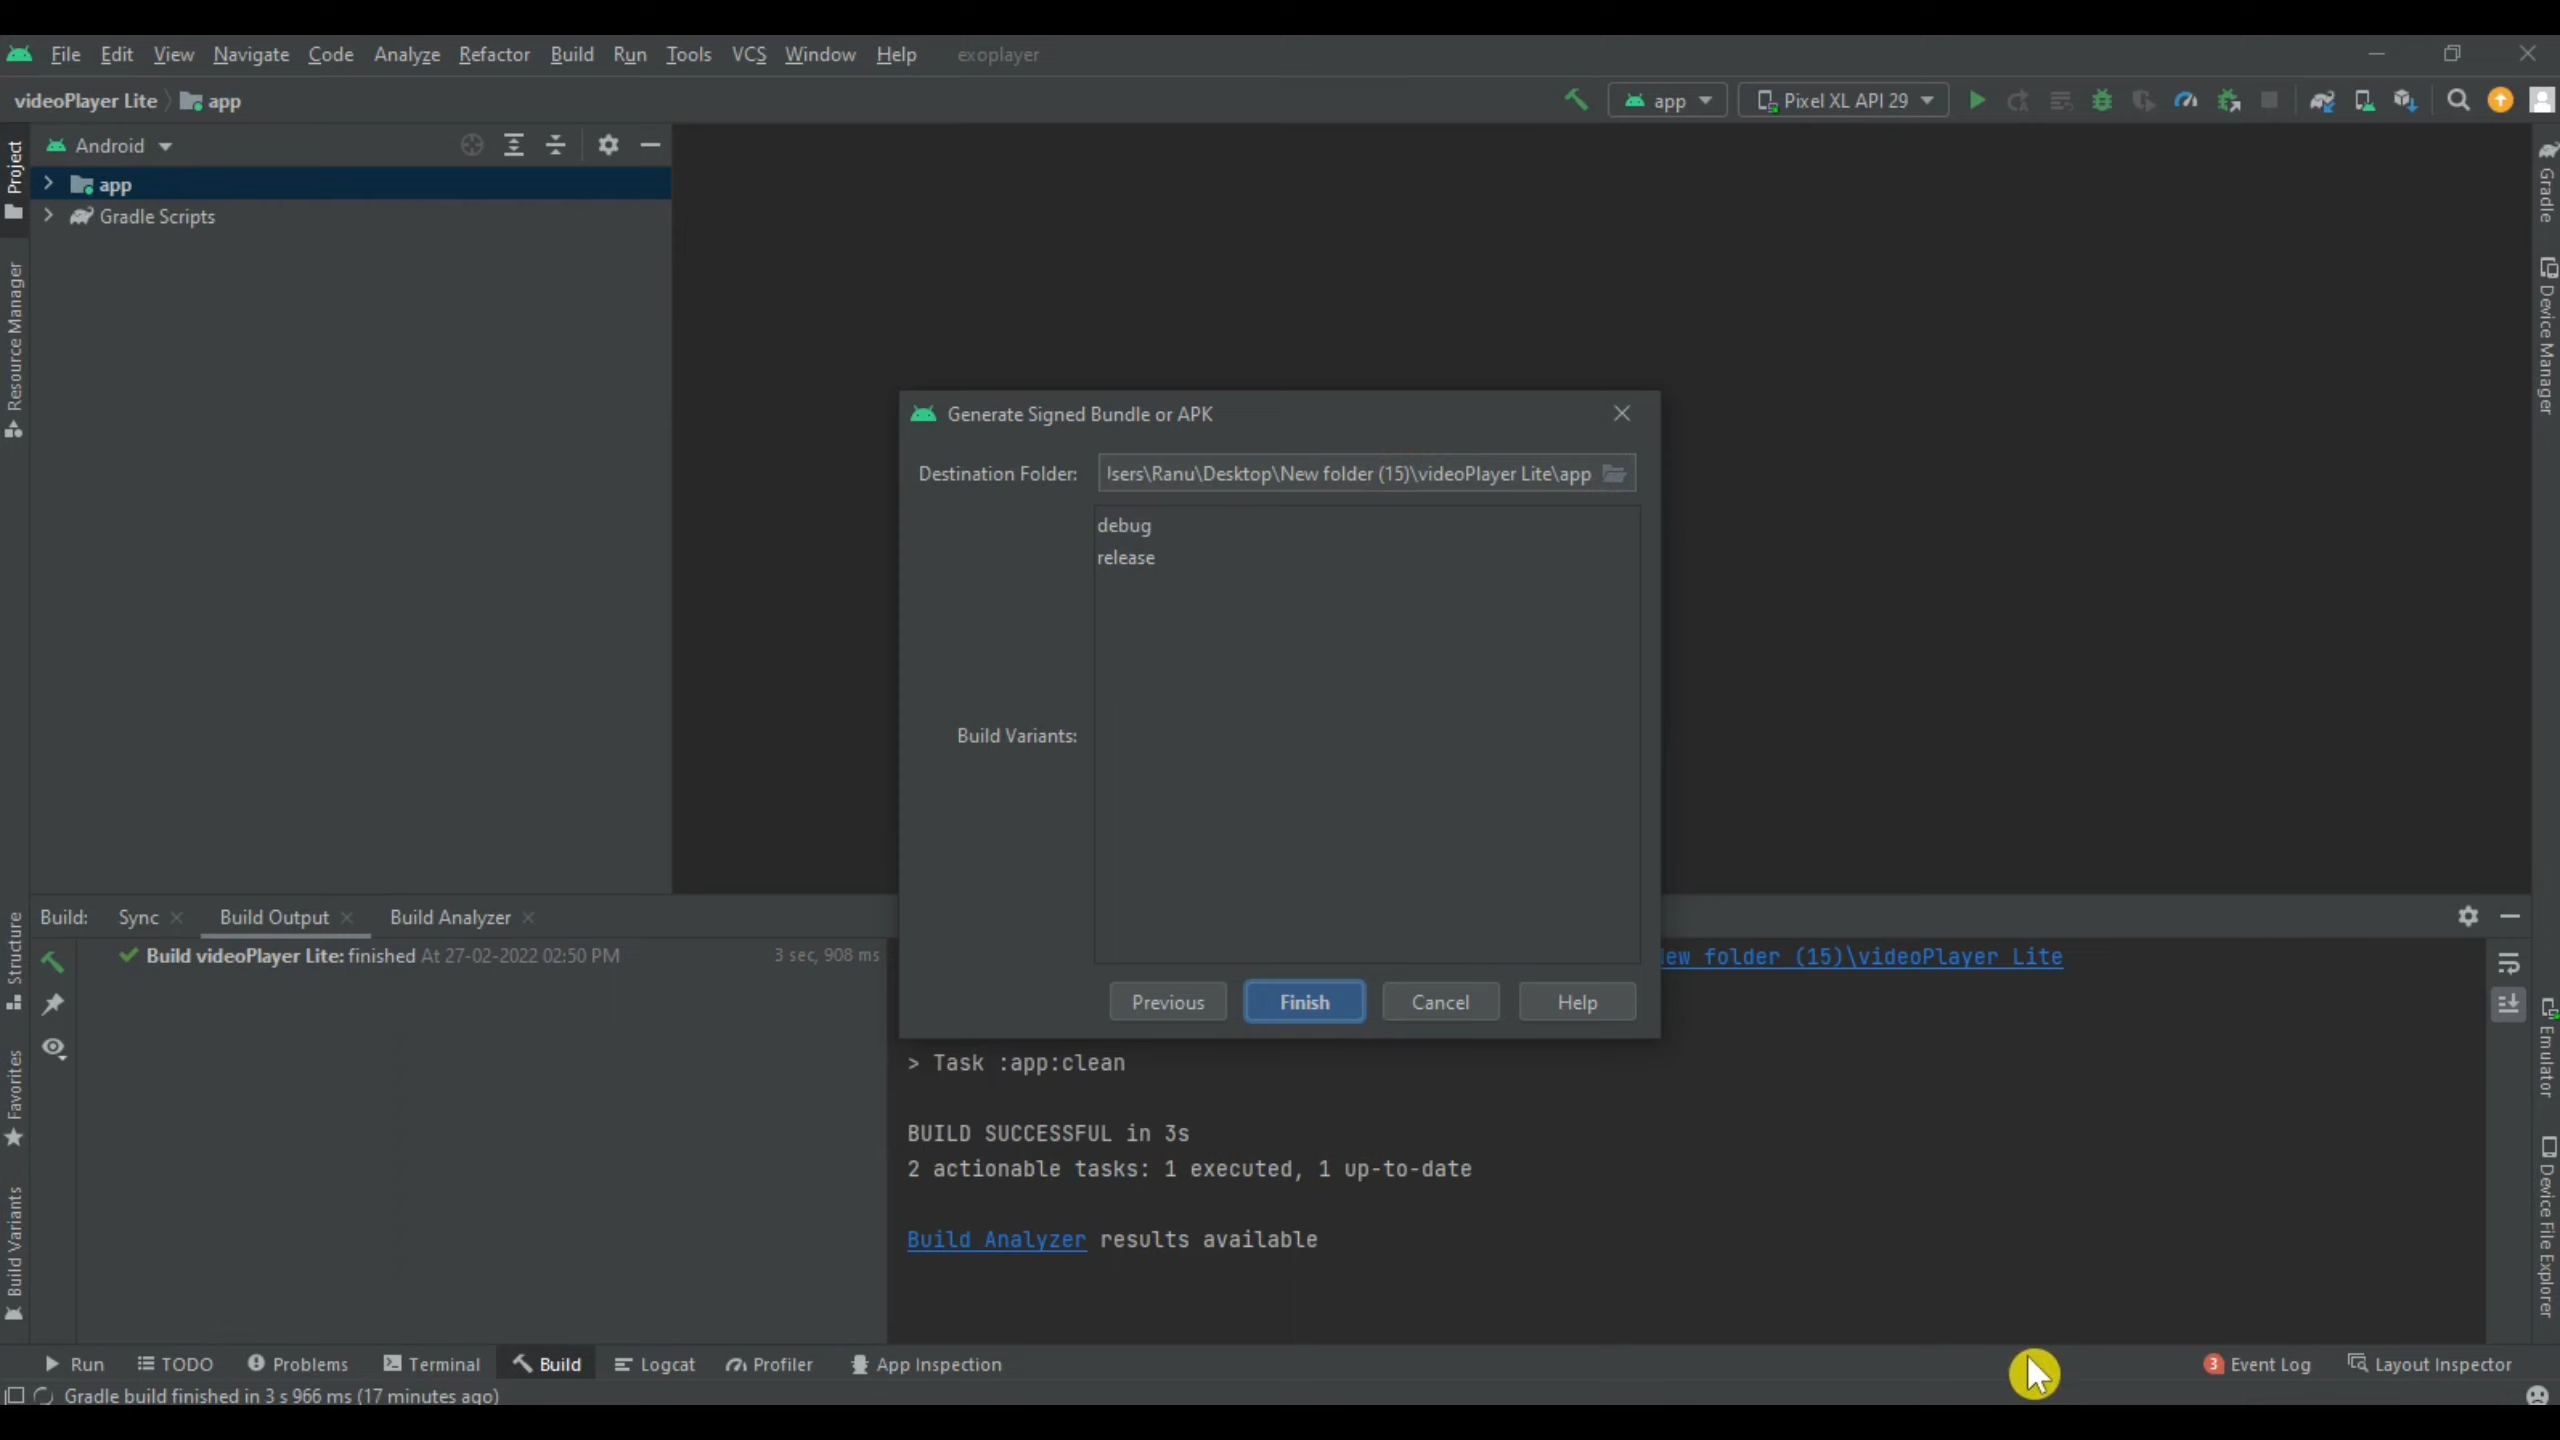 File Edit View Navigate Code Analyze Refactor Build Run Tools VCS Window Help exoplayer
videoPlayer Lite app
app Pixel XL API 29
Project
Android
app
Gradle Scripts
Resource Manager
Gradle
Device Manager
Generate Signed Bundle or APK
Destination Folder: Jsers\Ranu\Desktop\New folder (15)\videoPlayer Lite\app
debug
release
Build Variants:
Previous Finish Cancel Help
Build: Sync Build Output Build Analyzer
Build videoPlayer Lite: finished At 27-02-2022 02:50 PM 3 sec, 908 ms
ew folder (15)\videoPlayer Lite
> Task :app:clean
BUILD SUCCESSFUL in 3s
2 actionable tasks: 1 executed, 1 up-to-date
Build Analyzer results available
Structure
Favorites
Build Variants
Emulator
Device File Explorer
Run TODO Problems Terminal Build Logcat Profiler App Inspection
3 Event Log Layout Inspector
Gradle build finished in 3 s 966 ms (17 minutes ago)